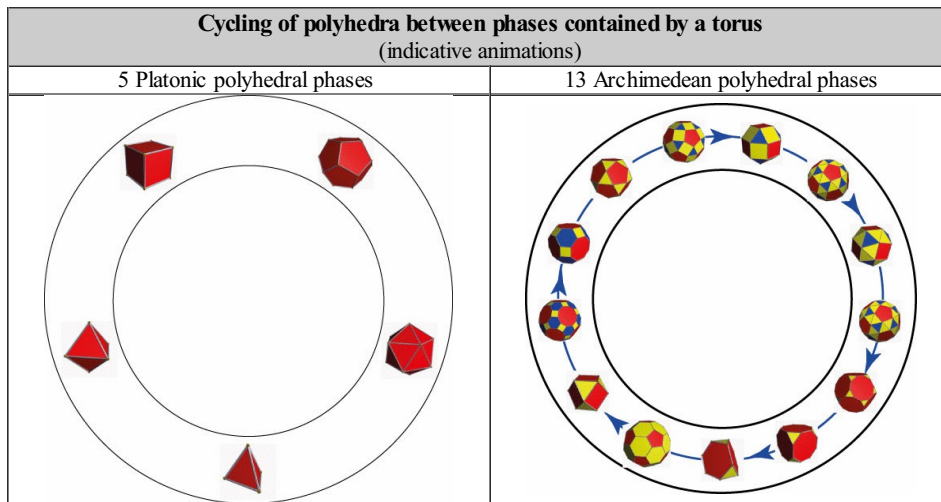 Cycling of polyhedra between phases contained by a torus
(indicative animations)
5 Platonic polyhedral phases
13 Archimedean polyhedral phases